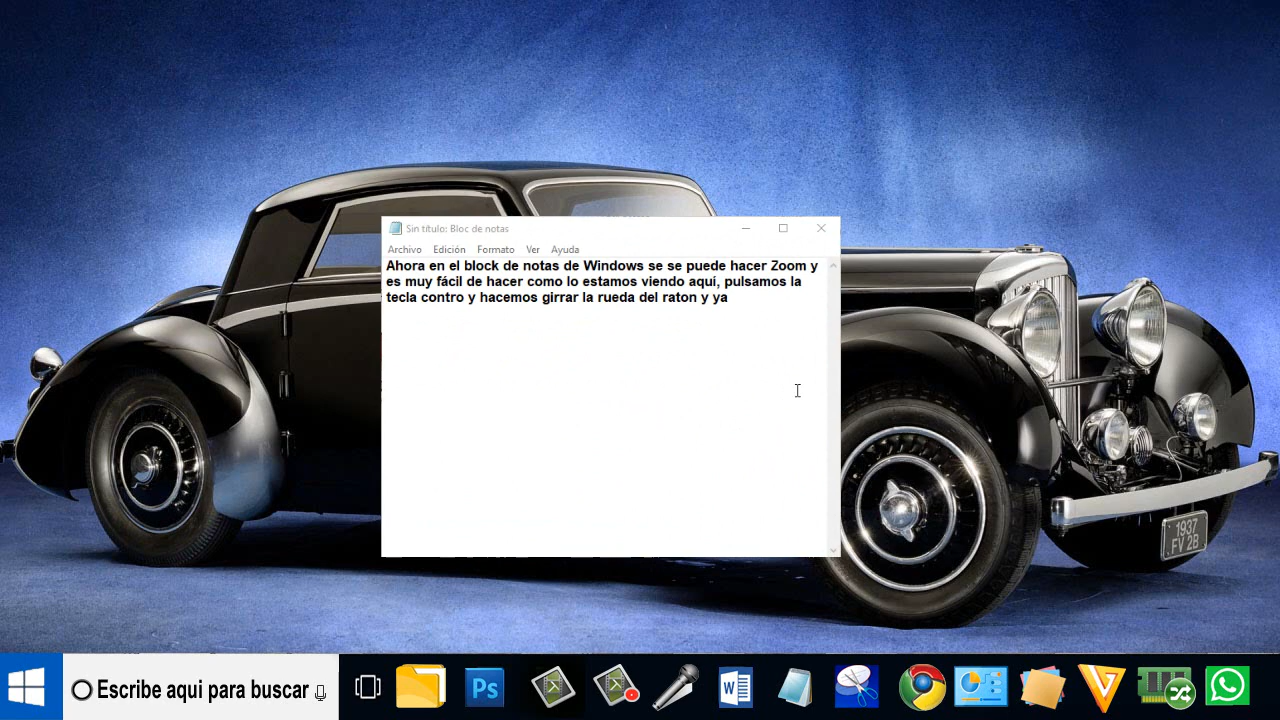 Sin título: Bloc de notas
Archivo Edición Formato Ver Ayuda
Ahora en el block de notas de Windows se se puede hacer Zoom y
es muy fácil de hacer como lo estamos viendo aquí, pulsamos la
tecla contro y hacemos girrar la rueda del raton y ya
1937
FV 2B
Escribe aqui para buscar
Ps
W